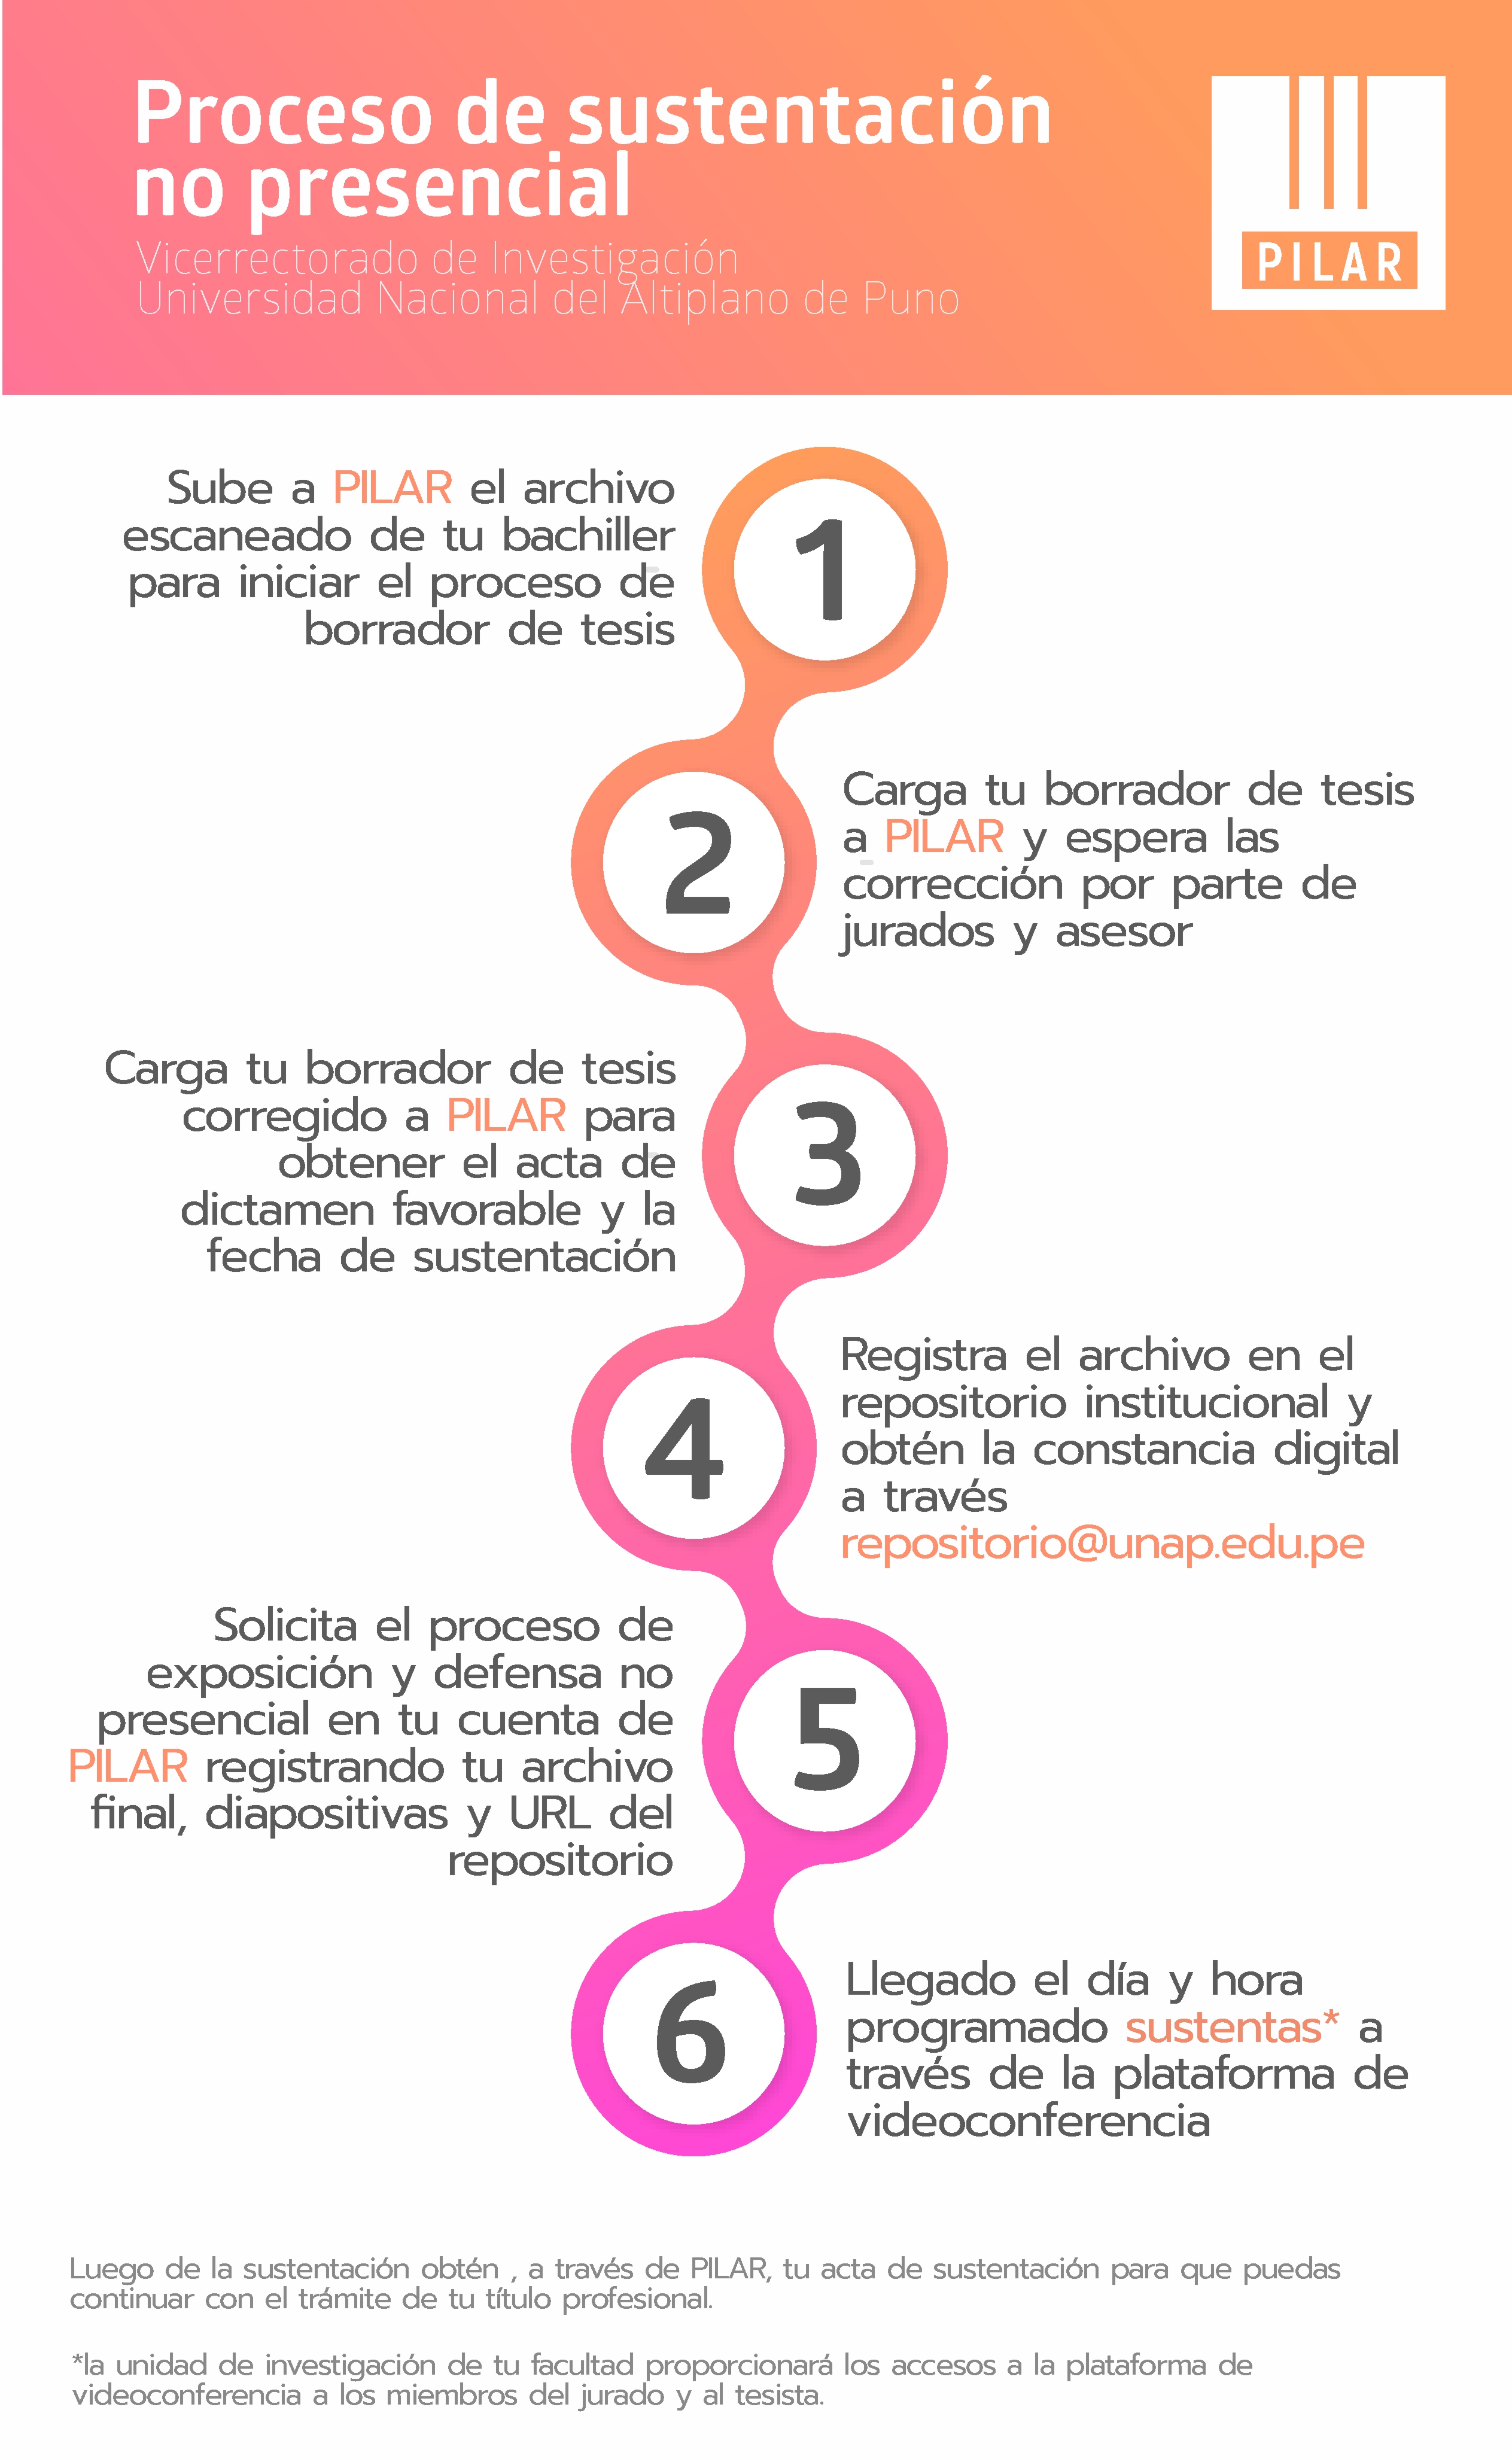 Proceso de sustentación
no presencial
Vicerrectorado de Investigación
Universidad Nacional del Altiplano de Puno
PILAR
Sube a PILAR el archivo
escaneado de tu bachiller
para iniciar el proceso de
borrador de tesis
1
2
Carga tu borrador de tesis
a PILAR y espera las
corrección por parte de
jurados y asesor
Carga tu borrador de tesis
corregido a PILAR para
obtener el acta de
dictamen favorable y la
fecha de sustentación
3
4
Registra el archivo en el
repositorio institucional y
obtén la constancia digital
a través
repositorio@unap.edu.pe
Solicita el proceso de
exposición y defensa no
presencial en tu cuenta de
PILAR registrando tu archivo
final, diapositivas y URL del
repositorio
5
6
Llegado el día y hora
programado sustentas* a
través de la plataforma de
videoconferencia
Luego de la sustentación obtén , a través de PILAR, tu acta de sustentación para que puedas
continuar con el trámite de tu título profesional.
*la unidad de investigación de tu facultad proporcionará los accesos a la plataforma de
videoconferencia a los miembros del jurado y al tesista.